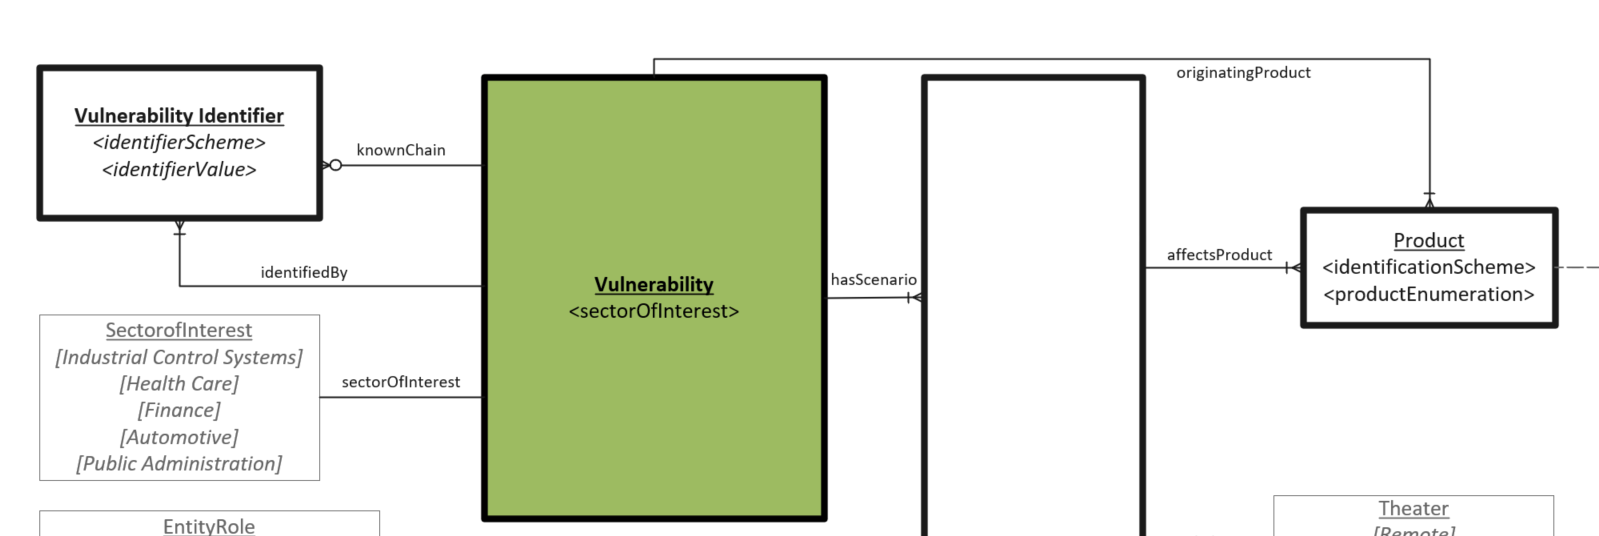 originatingProduct
Vulnerability Identifier
<identifierScheme>
<identifierValue>
knownChain
identifiedBy
Vulnerability
<sectorOfInterest>
hasScenario
affectsProduct
Product
<identificationScheme>
<productEnumeration>
SectorofInterest
[Industrial Control Systems]
[Health Care]
[Finance]
[Automotive]
[Public Administration]
sectorOfInterest
EntityRole
Theater
[Remote]